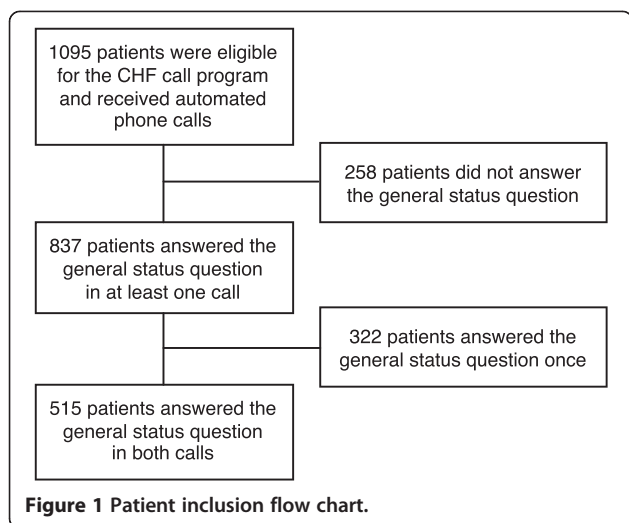 1095 patients were eligible
for the CHF call program
and received automated
phone calls
258 patients did not answer
the general status question
837 patients answered the
general status question
in at least one call
322 patients answered the
general status question once
515 patients answered the
general status question
in both calls
Figure 1 Patient inclusion flow chart.